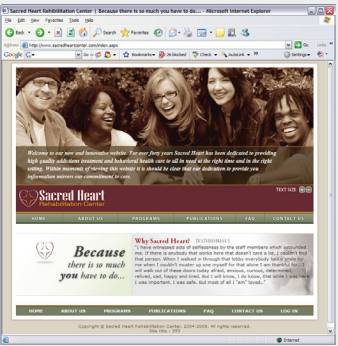 Sacred Heart Rehabilitation Center | Because there is so much you have to do... - Microsoft Internet Explorer
File Edit View Favorites Tools Help
Back Search Favorites
Address http://www.sacredheartcenter.com/index.aspx Go Links
Google Go Bookmarks 26 blocked Check AutoLink Settings
Welcome to our new and innovative website. For over forty years Sacred Heart has been dedicated to providing
high quality addictions treatment and behavioral health care to all in need at the right time and in the right
setting. Within moments of viewing this website it is should be clear that our dedication to provide you
information mirrors our commitment to care.
TEXT SIZE
Sacred Heart
Rehabilitation Center
HOME ABOUT US PROGRAMS PUBLICATIONS FAQ CONTACT US
Because
there is so much
you have to do...
Why Sacred Heart? TESTIMONIALS
"I have witnessed acts of selflessness by the staff members which astounded
me. If there is anybody that works here that doesn't care a lot, I couldn't find
that person. When I walked in through that lobby everybody had a smile for
me when I couldn't muster up one myself for that alone I am thankful for...I
will walk out of these doors today afraid, anxious, curious, determined,
relived, sad, happy and tired. But I will know, I do know, that while I was here
I was important. I was safe. But most of all I "am" loved..."
HOME ABOUT US PROGRAMS PUBLICATIONS FAQ CONTACT US LOG IN
Copyright © Sacred Heart Rehabilitation Center, 2004-2008. All rights reserved.
Site Hits :
Internet